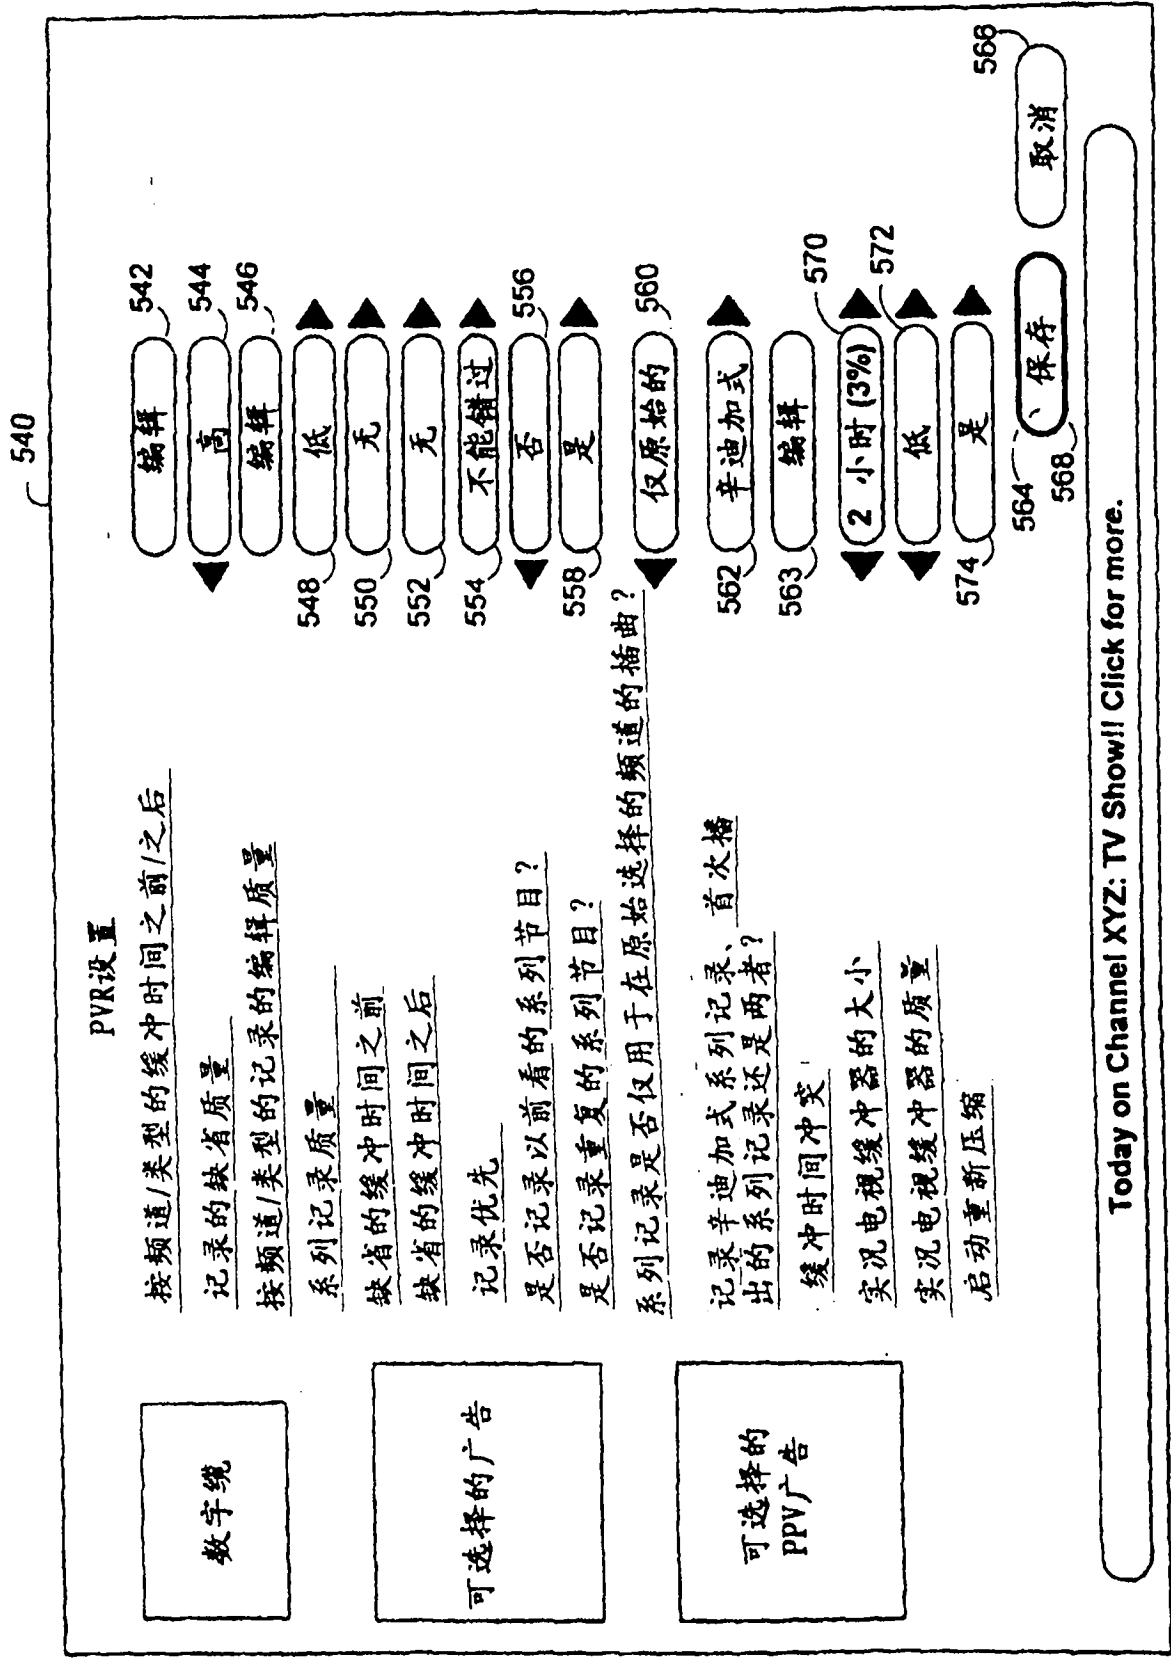 540
PVR设置
数字缆
可选择的广告
可选择的
PPV广告
按频道/类型的缓冲时间之前/之后
编辑
542
记录的缺省质量
高
544
按频道/类型的记录的编辑质量
编辑
546
系列记录质量
548
低
缺省的缓冲时间之前
550
无
缺省的缓冲时间之后
552
无
记录优先
554
不能错过
是否记录以前看的系列节目?
否
556
是否记录重复的系列节目?
558
是
系列记录是否仅用于在原始选择的频道的插曲?
仅原始的
560
记录辛迪加式系列记录、首次播
出的系列记录还是两者?
562
辛迪加式
缓冲时间冲突
563
编辑
实况电视缓冲器的大小
2 小时 (3%)
570
实况电视缓冲器的质量
低
572
启动重新压缩
574
是
564
568
保存
取消
566
Today on Channel XYZ: TV Show!! Click for more.